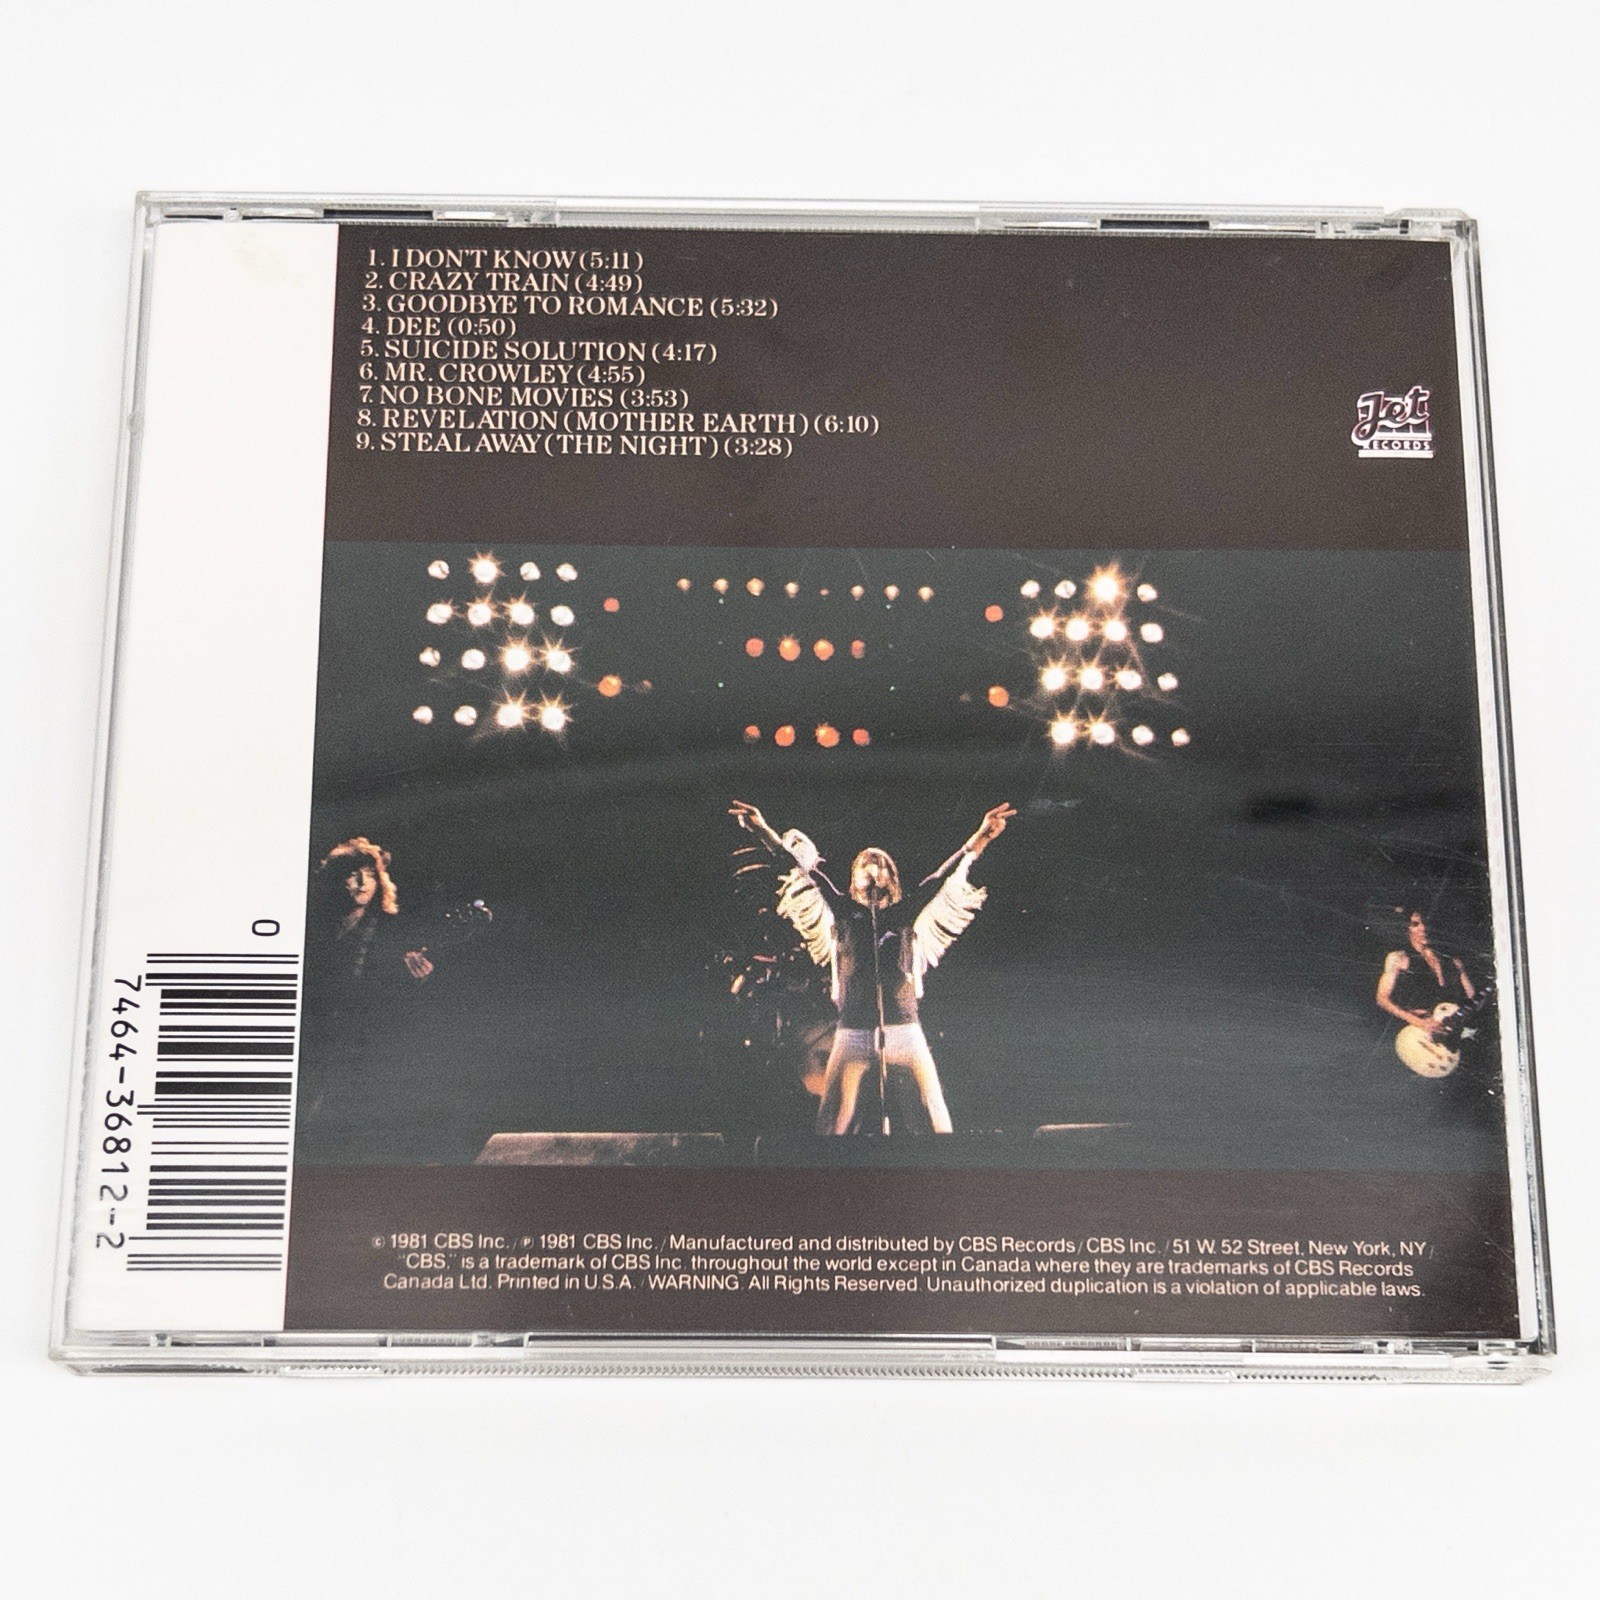 1. I DON'T KNOW (5:11)
2. CRAZY TRAIN (4:49)
3. GOODBYE TO ROMANCE (5:32)
4. DEE (0:50)
5. SUICIDE SOLUTION (4:17)
6. MR. CROWLEY (4:55)
7. NO BONE MOVIES (3:53)
8. REVELATION (MOTHER EARTH) (6:10)
9. STEAL AWAY (THE NIGHT) (3:28)
Jet
RECORDS
0
7464-36812-2
© 1981 CBS Inc. / ℗ 1981 CBS Inc. / Manufactured and distributed by CBS Records / CBS Inc. / 51 W. 52 Street, New York, NY /
"CBS," is a trademark of CBS Inc. throughout the world except in Canada where they are trademarks of CBS Records
Canada Ltd. Printed in U.S.A. / WARNING. All Rights Reserved. Unauthorized duplication is a violation of applicable laws.